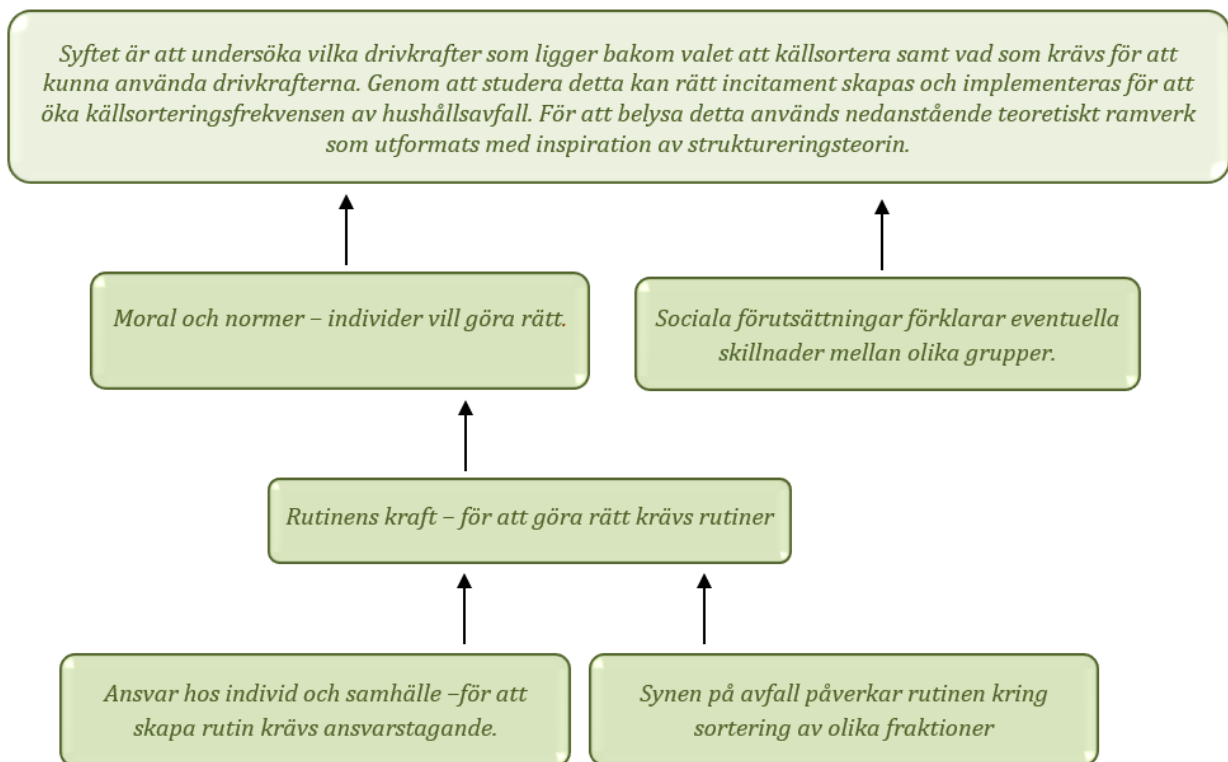 Syftet är att undersöka vilka drivkrafter som ligger bakom valet att källsortera samt vad som krävs för att
kunna använda drivkrafterna. Genom att studera detta kan rätt incitament skapas och implementeras för att
öka källsorteringsfrekvensen av hushållsavfall. För att belysa detta används nedanstående teoretiskt ramverk
som utformats med inspiration av struktureringsteorin.
Moral och normer – individer vill göra rätt.
Sociala förutsättningar förklarar eventuella
skillnader mellan olika grupper.
Rutinens kraft – för att göra rätt krävs rutiner
Ansvar hos individ och samhälle –för att
skapa rutin krävs ansvarstagande.
Synen på avfall påverkar rutinen kring
sortering av olika fraktioner